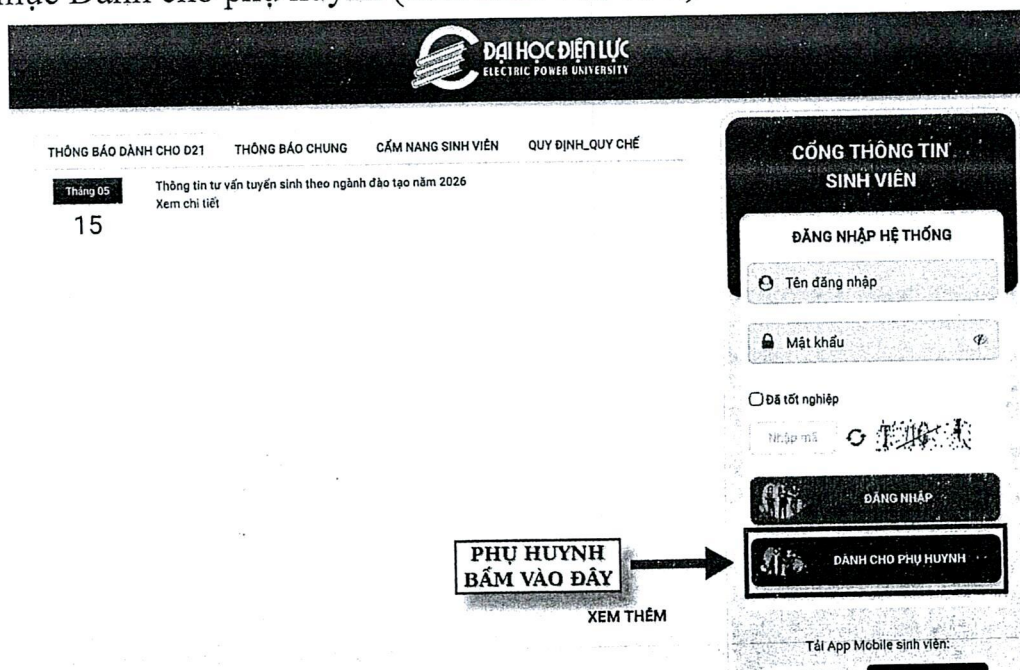 ĐẠI HỌC ĐIỆN LỰC
ELECTRIC POWER UNIVERSITY
THÔNG BÁO DÀNH CHO D21 THÔNG BÁO CHUNG CẨM NANG SINH VIÊN QUY ĐỊNH_QUY CHẾ
Tháng 05
15
Thông tin tư vấn tuyển sinh theo ngành đào tạo năm 2026
Xem chi tiết
CỔNG THÔNG TIN
SINH VIÊN
ĐĂNG NHẬP HỆ THỐNG
Tên đăng nhập
Mật khẩu
Đã tốt nghiệp
Nhập mã
ĐĂNG NHẬP
DÀNH CHO PHỤ HUYNH
PHỤ HUYNH
BẤM VÀO ĐÂY
XEM THÊM
Tải App Mobile sinh viên: